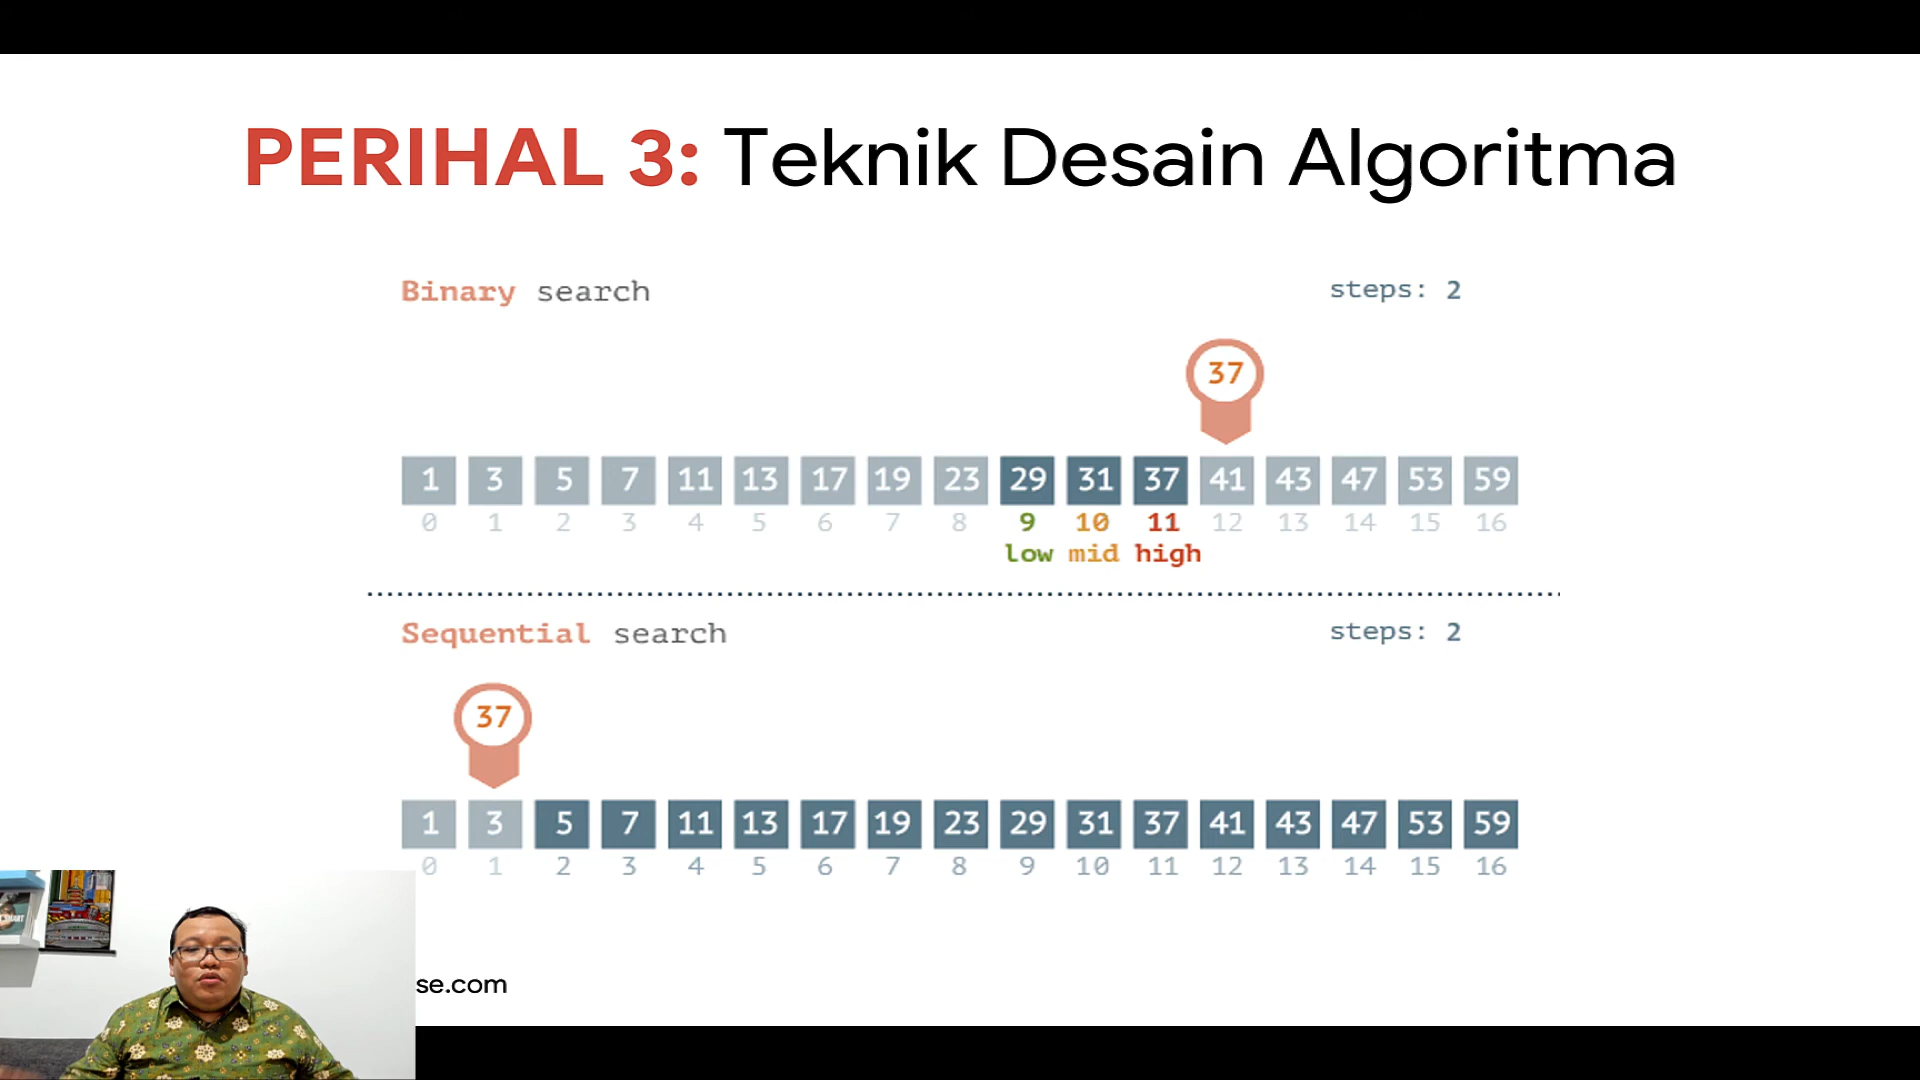 PERIHAL 3: Teknik Desain Algoritma
Binary search steps: 2
37
1 3 5 7 11 13 17 19 23 29 31 37 41 43 47 53 59
0 1 2 3 4 5 6 7 8 9 10 11 12 13 14 15 16
low mid high
Sequential search steps: 2
37
1 3 5 7 11 13 17 19 23 29 31 37 41 43 47 53 59
0 1 2 3 4 5 6 7 8 9 10 11 12 13 14 15 16
se.com